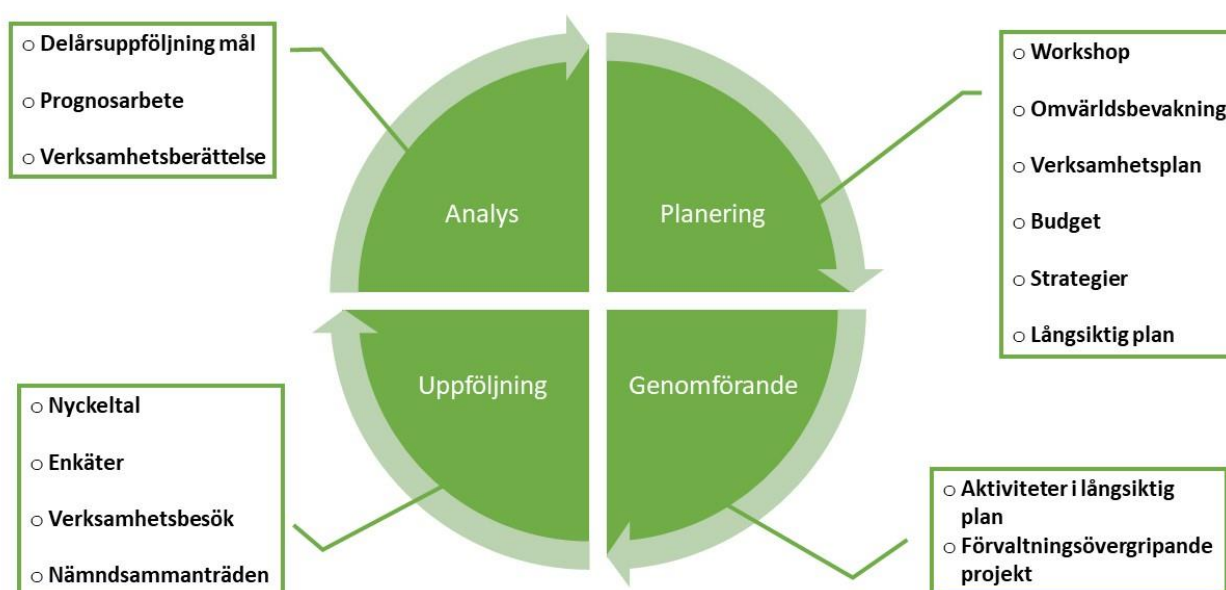 ○ Delårsuppföljning mål
○ Prognosarbete
○ Verksamhetsberättelse
Analys
Planering
○ Workshop
○ Omvärldsbevakning
○ Verksamhetsplan
○ Budget
○ Strategier
○ Långsiktig plan
Uppföljning
Genomförande
○ Nyckeltal
○ Enkäter
○ Verksamhetsbesök
○ Nämndsammanträden
○ Aktiviteter i långsiktig
plan
○ Förvaltningsövergripande
projekt